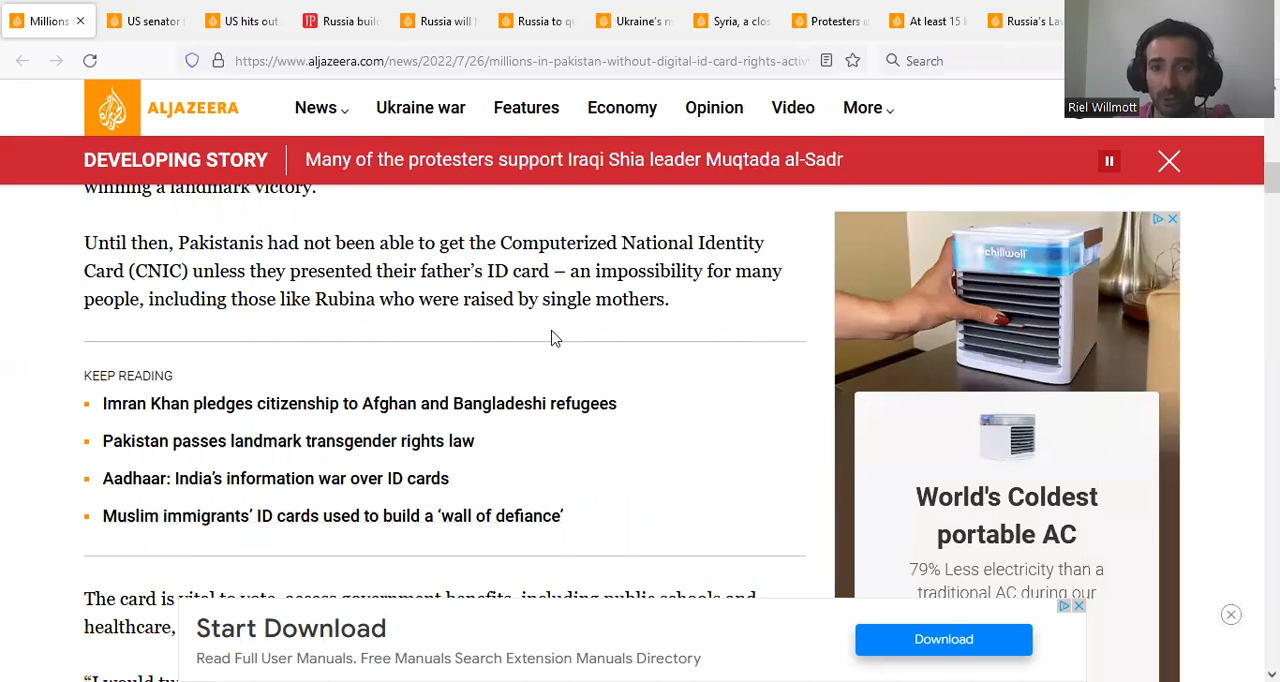 Millions
US senator
US hits out
Russia buil
Russia will
Russia to qu
Ukraine's m
Syria, a clos
Protesters
At least 15
Russia's La
https://www.aljazeera.com/news/2022/7/26/millions-in-pakistan-without-digital-id-card-rights-activ
Search
Riel Willmott
ALJAZEERA
News
Ukraine war
Features
Economy
Opinion
Video
More
DEVELOPING STORY
Many of the protesters support Iraqi Shia leader Muqtada al-Sadr
winning a landmark victory.
Until then, Pakistanis had not been able to get the Computerized National Identity
Card (CNIC) unless they presented their father's ID card – an impossibility for many
people, including those like Rubina who were raised by single mothers.
KEEP READING
Imran Khan pledges citizenship to Afghan and Bangladeshi refugees
Pakistan passes landmark transgender rights law
Aadhaar: India's information war over ID cards
Muslim immigrants' ID cards used to build a 'wall of defiance'
chillwell
World's Coldest
portable AC
79% Less electricity than a
traditional AC during our
The card is vital to vote, access government benefits, including public schools and
healthcare,
Start Download
Read Full User Manuals. Free Manuals Search Extension Manuals Directory
Download
"I would tu